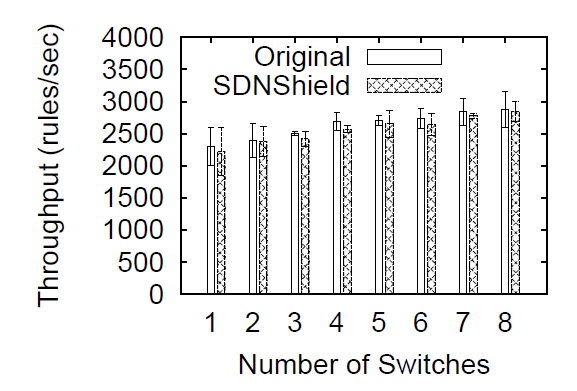 4000
3500
3000
2500
2000
1500
1000
500
0
Throughput (rules/sec)
Original
SDNShield
1 2 3 4 5 6 7 8
Number of Switches